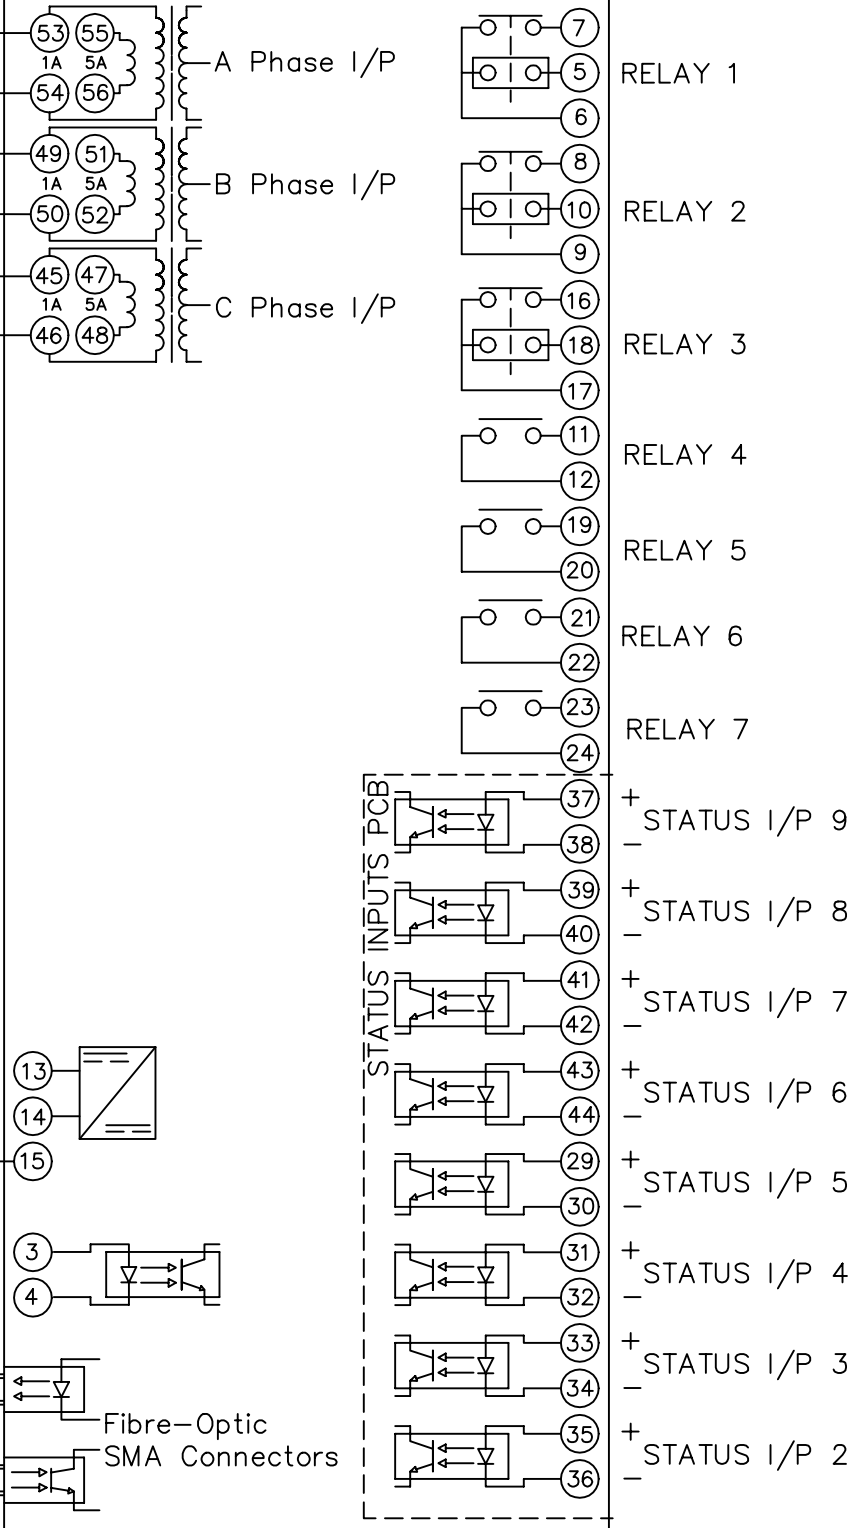 53 55
1A 5A
54 56
A Phase I/P
49 51
1A 5A
50 52
B Phase I/P
45 47
1A 5A
46 48
C Phase I/P
7
5
6
RELAY 1
8
10
9
RELAY 2
16
18
17
RELAY 3
11
12
RELAY 4
19
20
RELAY 5
21
22
RELAY 6
23
24
RELAY 7
STATUS INPUTS PCB
37 +
STATUS I/P 9
38 −
39 +
STATUS I/P 8
40 −
41 +
STATUS I/P 7
42 −
43 +
STATUS I/P 6
44 −
29 +
STATUS I/P 5
30 −
31 +
STATUS I/P 4
32 −
33 +
STATUS I/P 3
34 −
35 +
STATUS I/P 2
36 −
13
14
15
3
4
Fibre−Optic
SMA Connectors